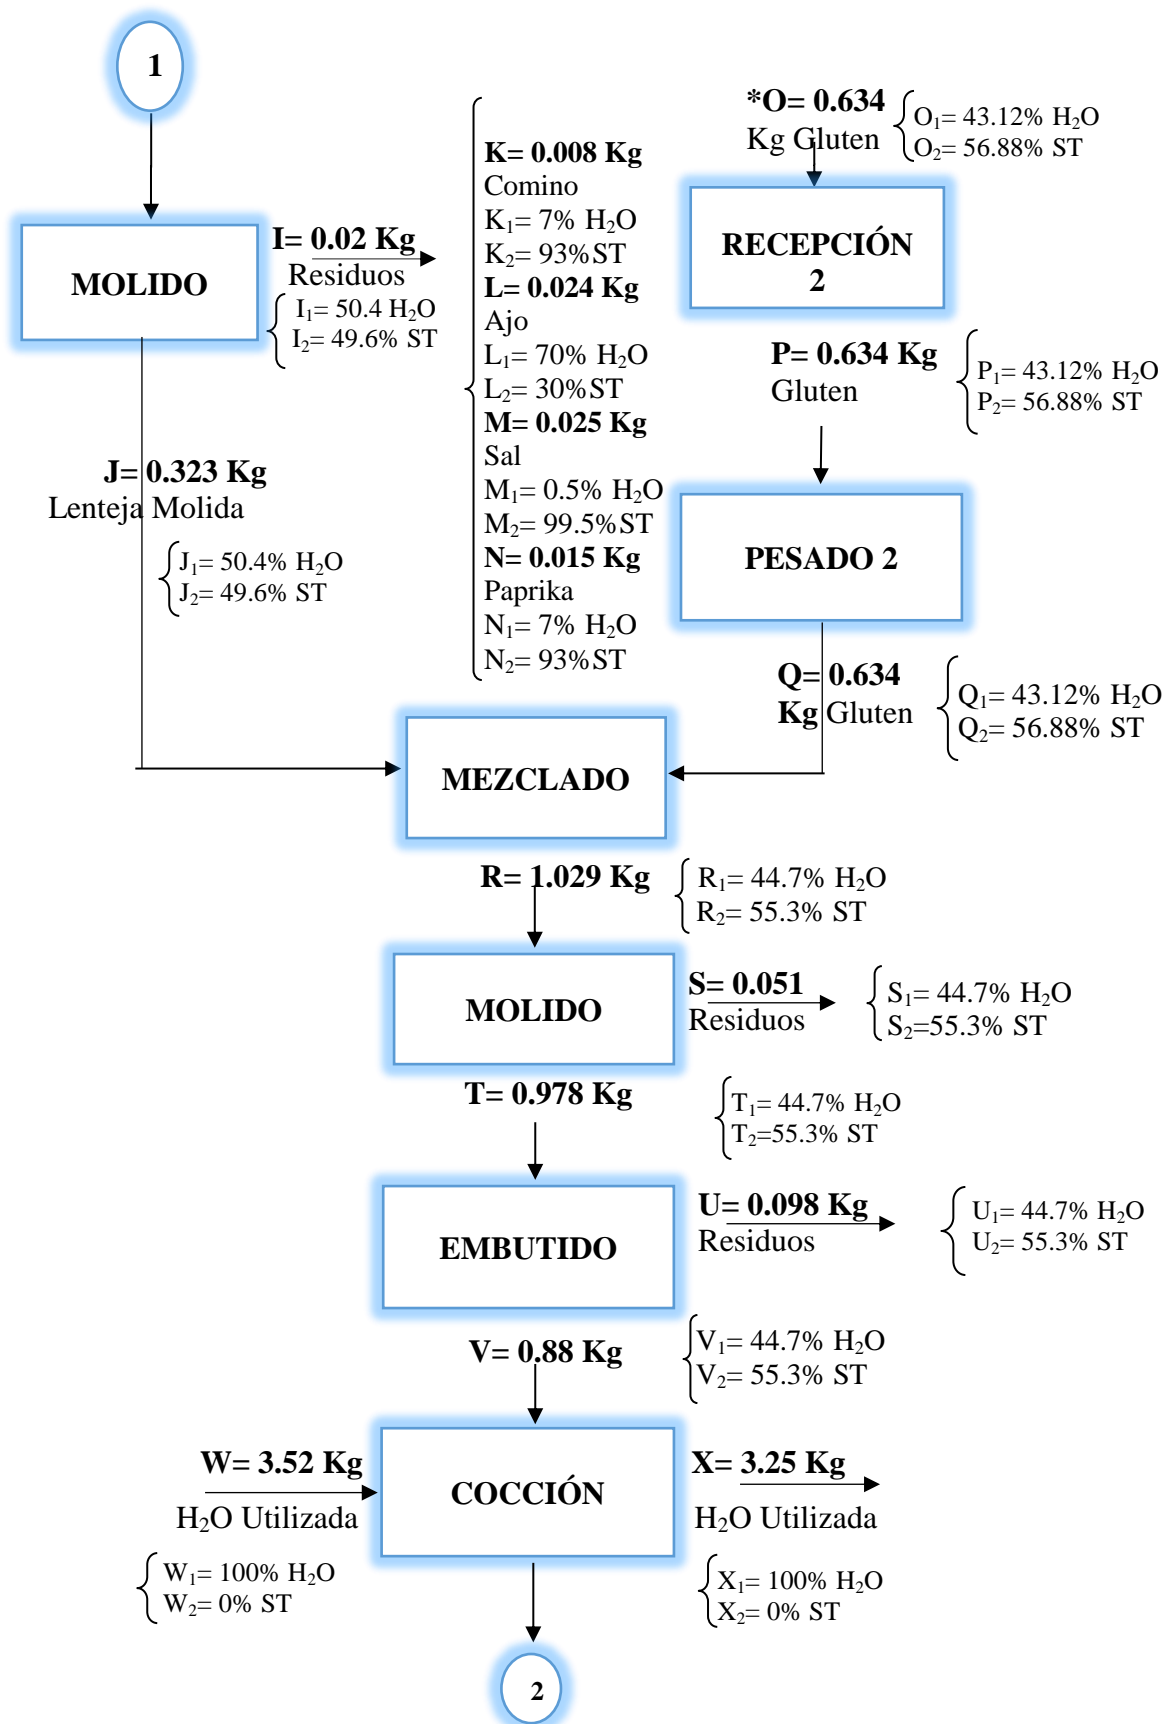 1
MOLIDO
I= 0.02 Kg
Residuos
I₁= 50.4 H₂O
I₂= 49.6% ST
J= 0.323 Kg
Lenteja Molida
J₁= 50.4% H₂O
J₂= 49.6% ST
K= 0.008 Kg
Comino
K₁= 7% H₂O
K₂= 93%ST
L= 0.024 Kg
Ajo
L₁= 70% H₂O
L₂= 30%ST
M= 0.025 Kg
Sal
M₁= 0.5% H₂O
M₂= 99.5%ST
N= 0.015 Kg
Paprika
N₁= 7% H₂O
N₂= 93%ST
*O= 0.634
Kg Gluten
O₁= 43.12% H₂O
O₂= 56.88% ST
RECEPCIÓN
2
P= 0.634 Kg
Gluten
P₁= 43.12% H₂O
P₂= 56.88% ST
PESADO 2
Q= 0.634
Kg Gluten
Q₁= 43.12% H₂O
Q₂= 56.88% ST
MEZCLADO
R= 1.029 Kg
R₁= 44.7% H₂O
R₂= 55.3% ST
MOLIDO
S= 0.051
Residuos
S₁= 44.7% H₂O
S₂=55.3% ST
T= 0.978 Kg
T₁= 44.7% H₂O
T₂=55.3% ST
EMBUTIDO
U= 0.098 Kg
Residuos
U₁= 44.7% H₂O
U₂= 55.3% ST
V= 0.88 Kg
V₁= 44.7% H₂O
V₂= 55.3% ST
W= 3.52 Kg
H₂O Utilizada
W₁= 100% H₂O
W₂= 0% ST
COCCIÓN
X= 3.25 Kg
H₂O Utilizada
X₁= 100% H₂O
X₂= 0% ST
2